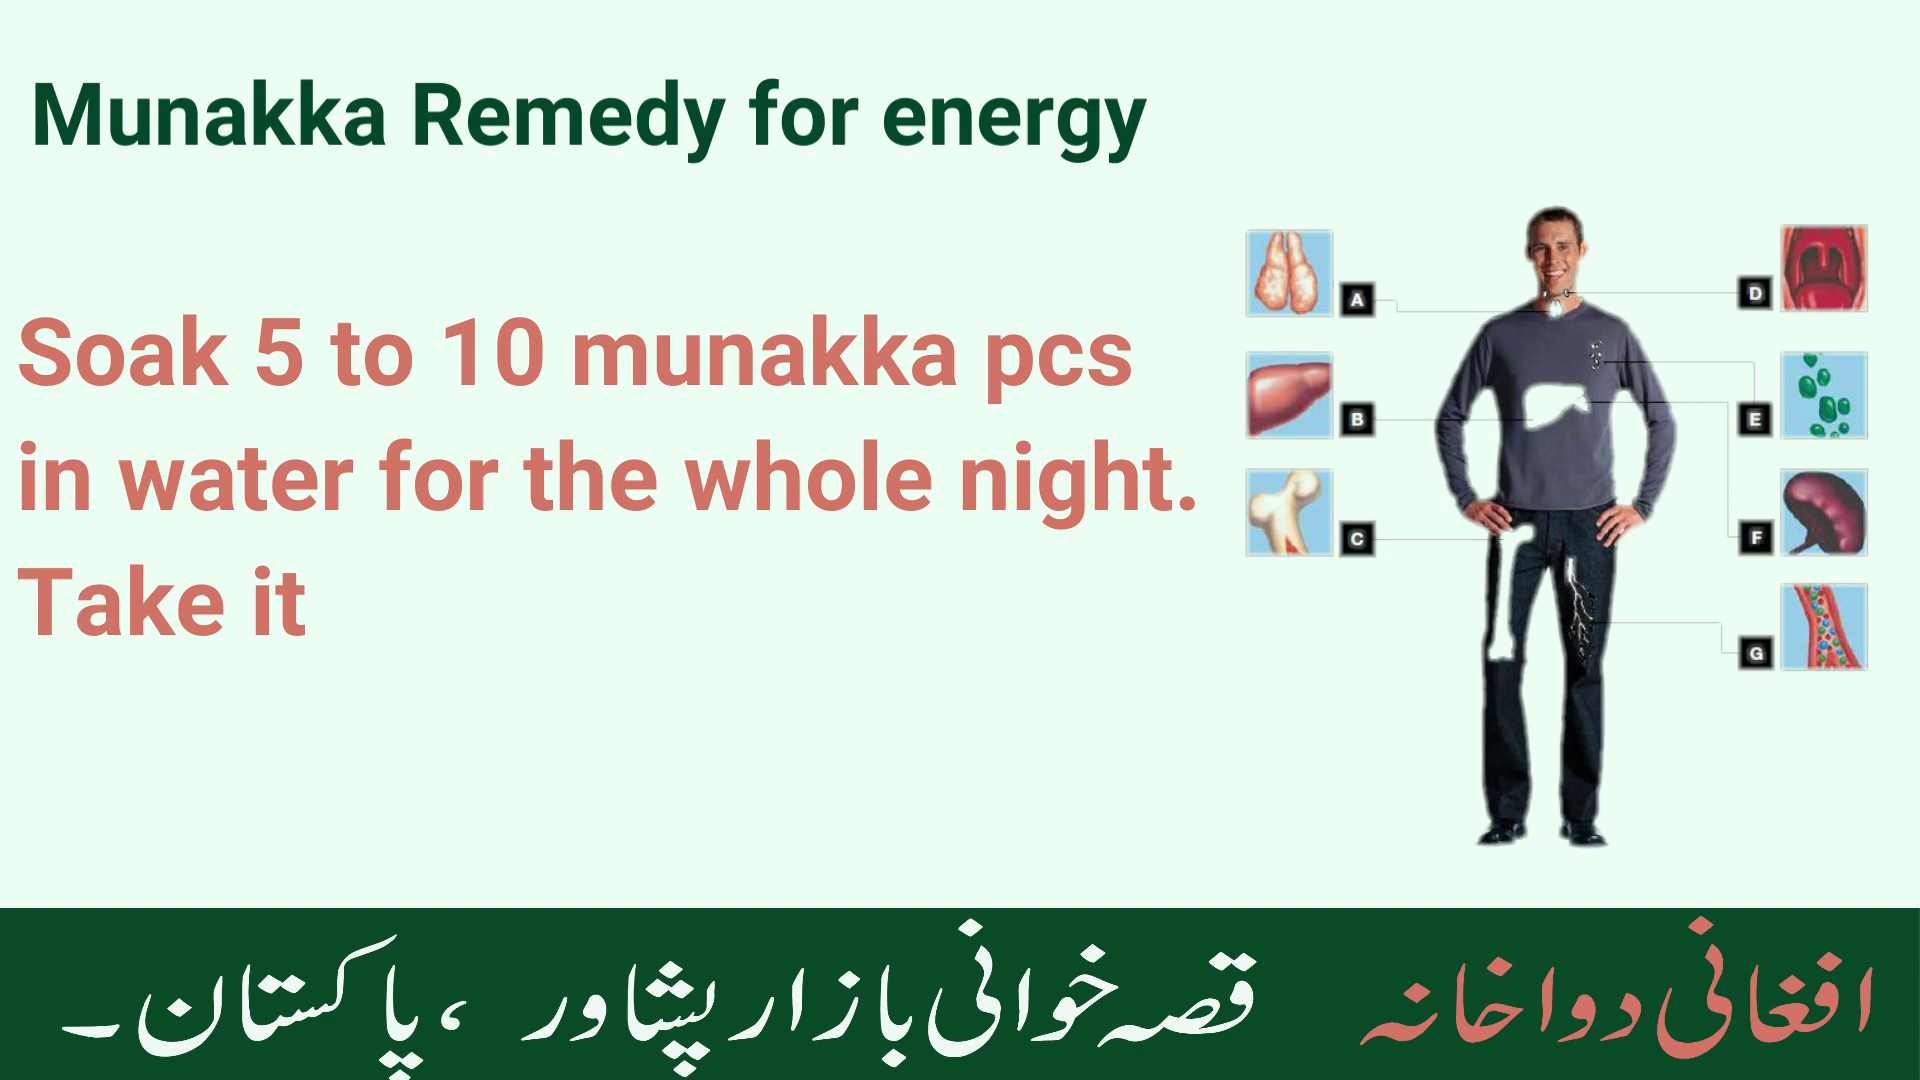 Munakka Remedy for energy
Soak 5 to 10 munakka pcs
in water for the whole night.
Take it
A
B
C
D
E
F
G
افغانی دواخانہ قصہ خوانی بازار پشاور ، پاکستان۔